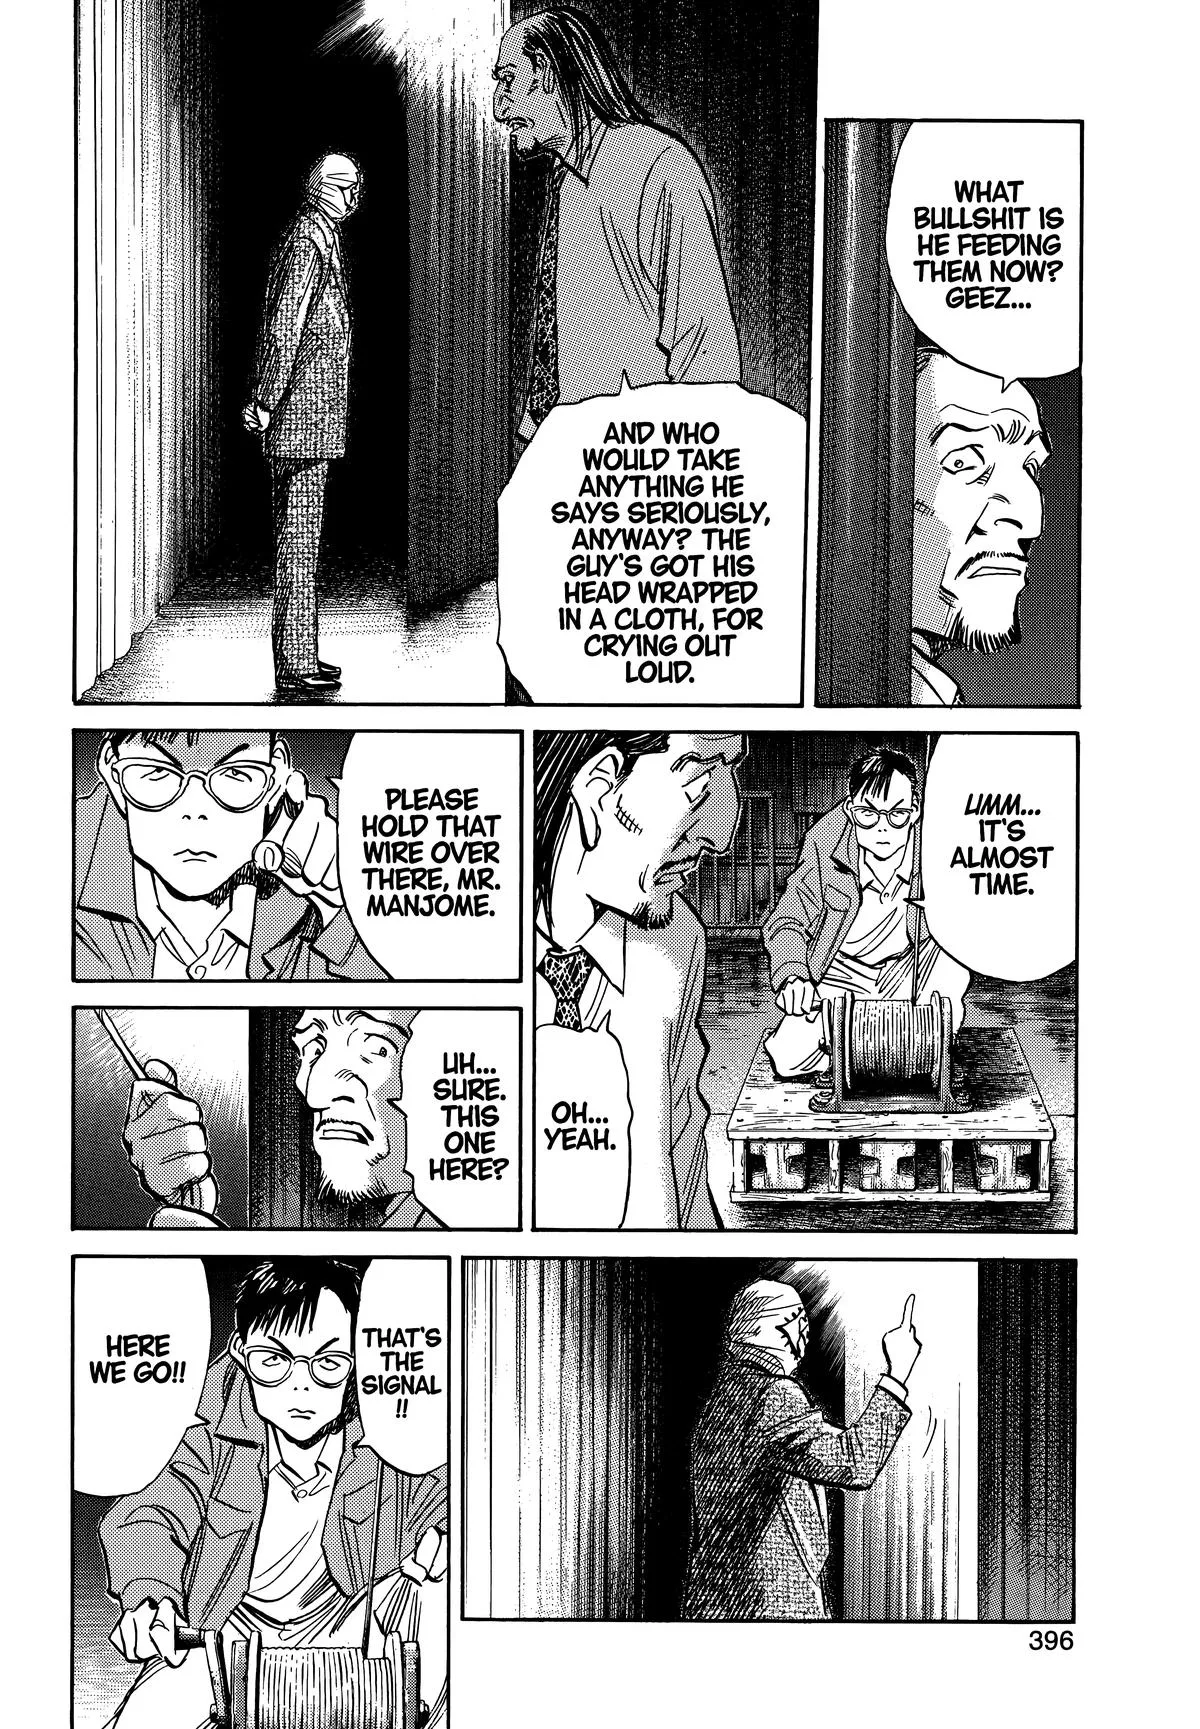 WHAT
BULLSHIT IS
HE FEEDING
THEM NOW?
GEEZ...
AND WHO
WOULD TAKE
ANYTHING HE
SAYS SERIOUSLY,
ANYWAY? THE
GUY'S GOT HIS
HEAD WRAPPED
IN A CLOTH, FOR
CRYING OUT
LOUD.
UMM...
IT'S
ALMOST
TIME.
OH...
YEAH.
PLEASE
HOLD THAT
WIRE OVER
THERE, MR.
MANJOME.
UH...
SURE.
THIS
ONE
HERE?
THAT'S
THE
SIGNAL
!!
HERE
WE GO!!
396